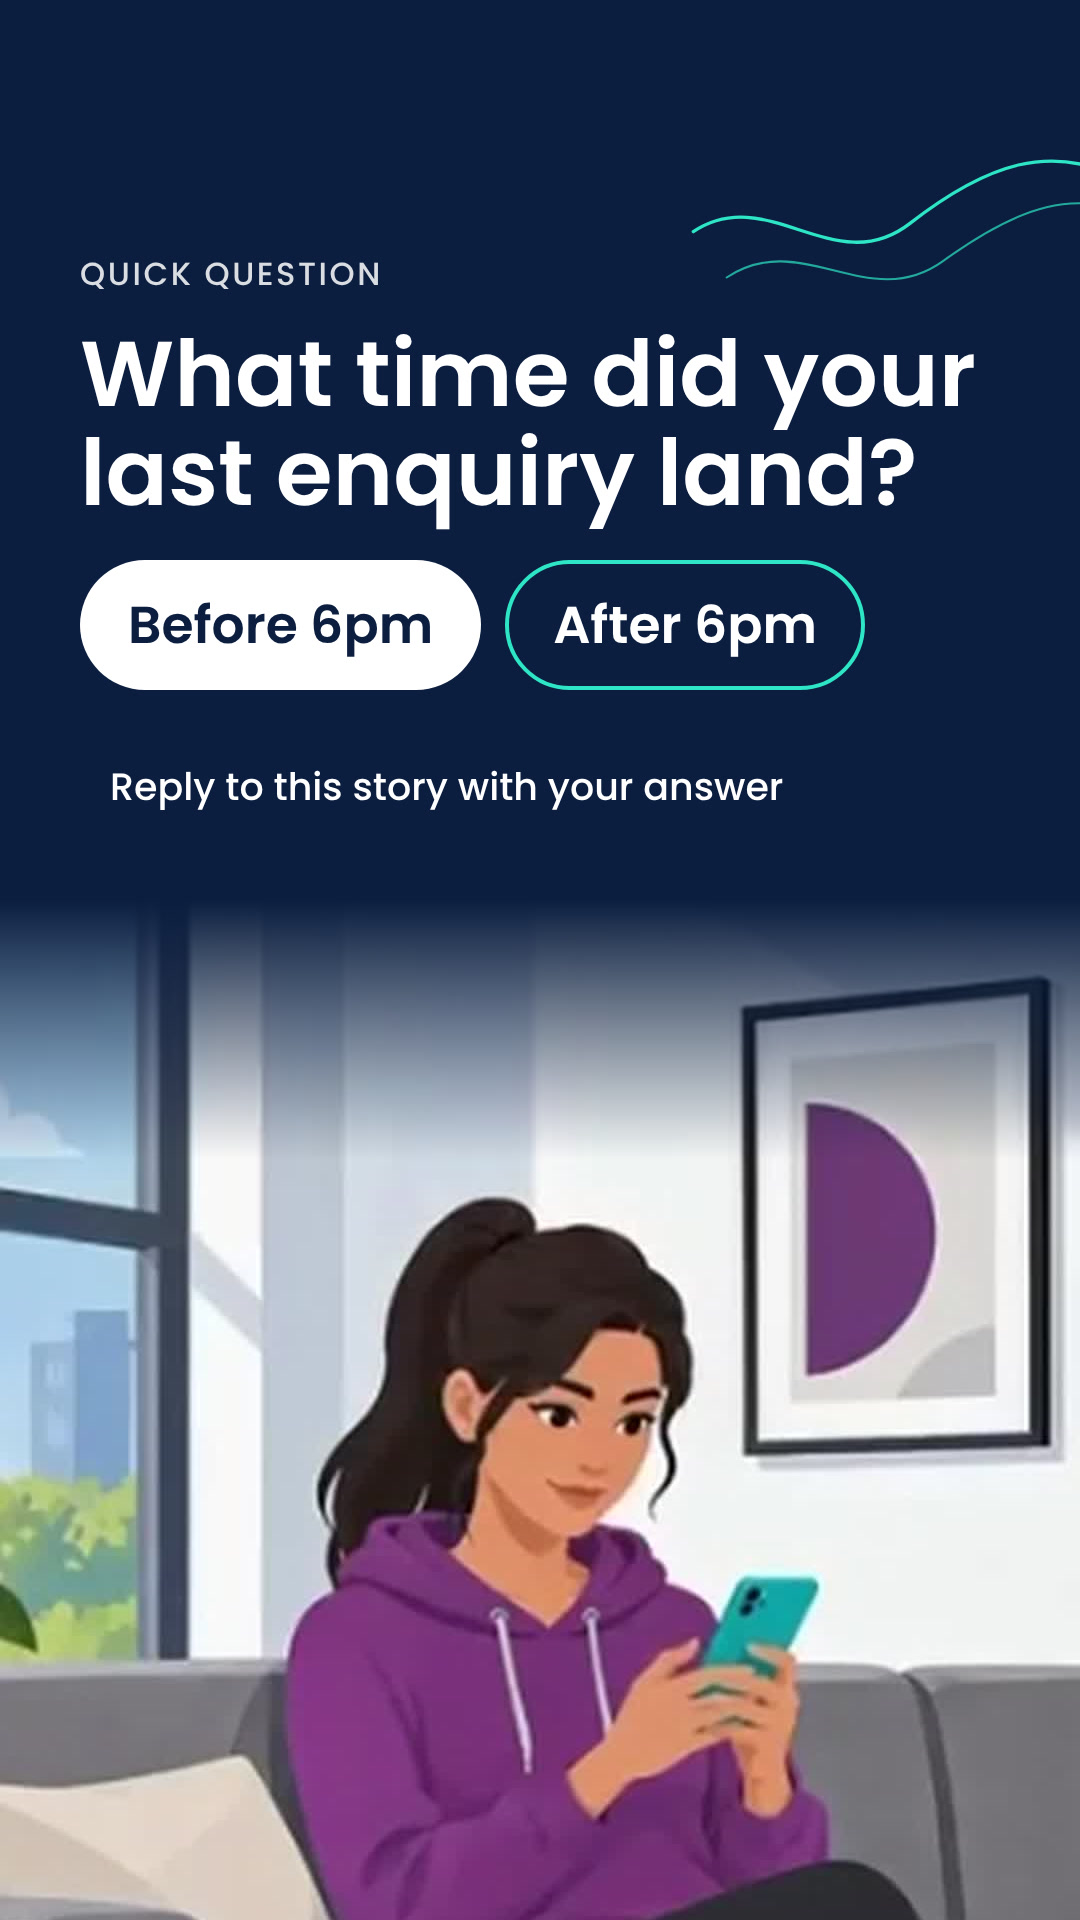 QUICK QUESTION
What time did your
last enquiry land?
Before 6pm
After 6pm
Reply to this story with your answer